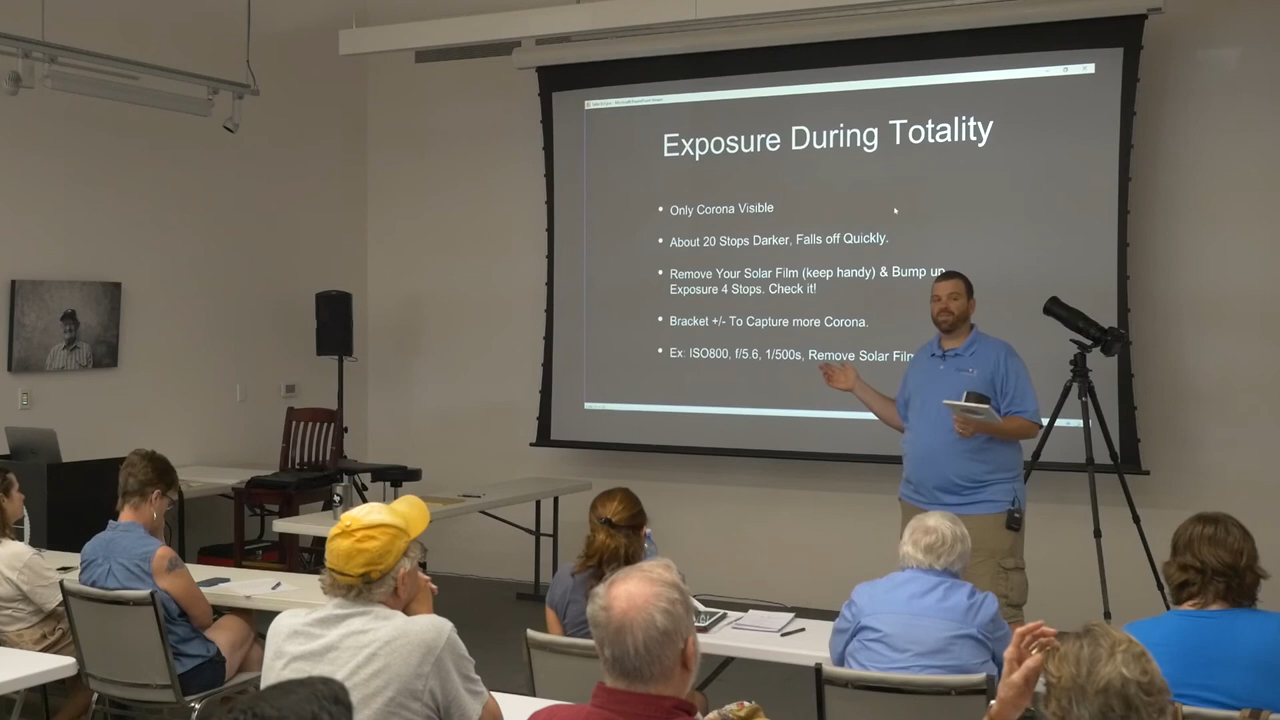 Exposure During Totality
• Only Corona Visible
• About 20 Stops Darker, Falls off Quickly.
• Remove Your Solar Film (keep handy) & Bump up
Exposure 4 Stops. Check it!
• Bracket +/- To Capture more Corona.
• Ex: ISO800, f/5.6, 1/500s, Remove Solar Film